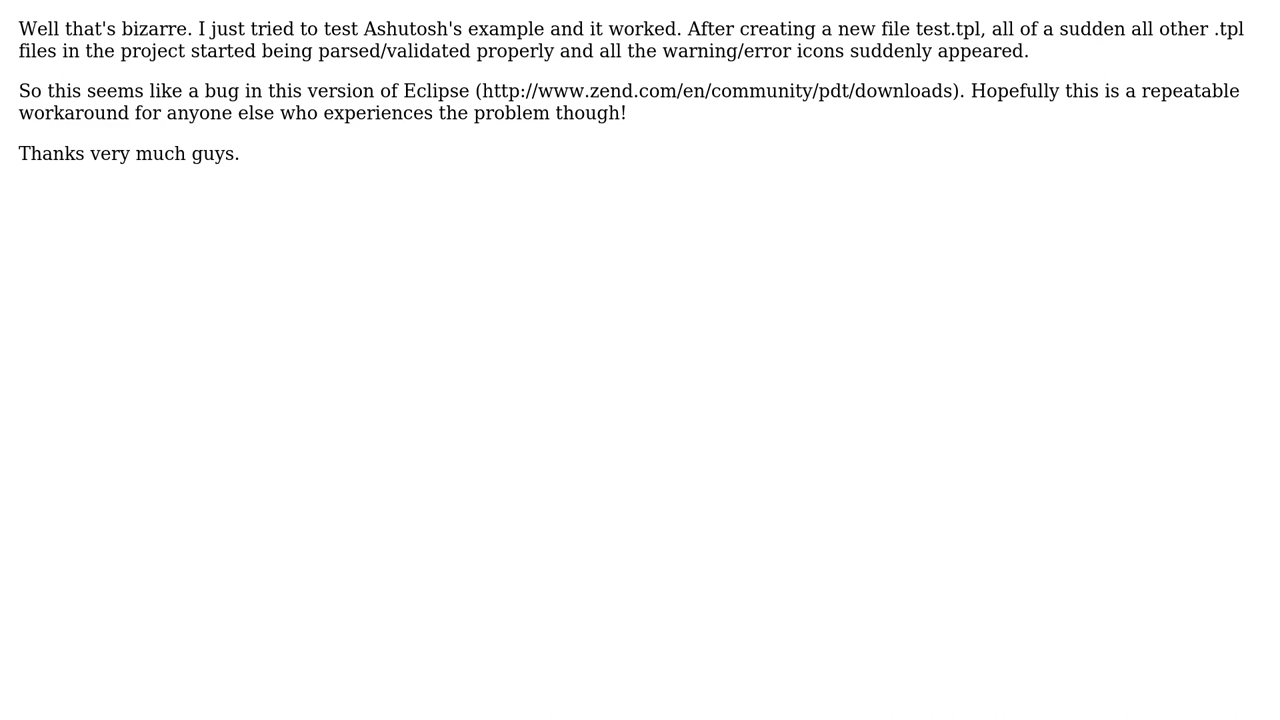 Well that's bizarre. I just tried to test Ashutosh's example and it worked. After creating a new file test.tpl, all of a sudden all other .tpl
files in the project started being parsed/validated properly and all the warning/error icons suddenly appeared.
So this seems like a bug in this version of Eclipse (http://www.zend.com/en/community/pdt/downloads). Hopefully this is a repeatable
workaround for anyone else who experiences the problem though!
Thanks very much guys.